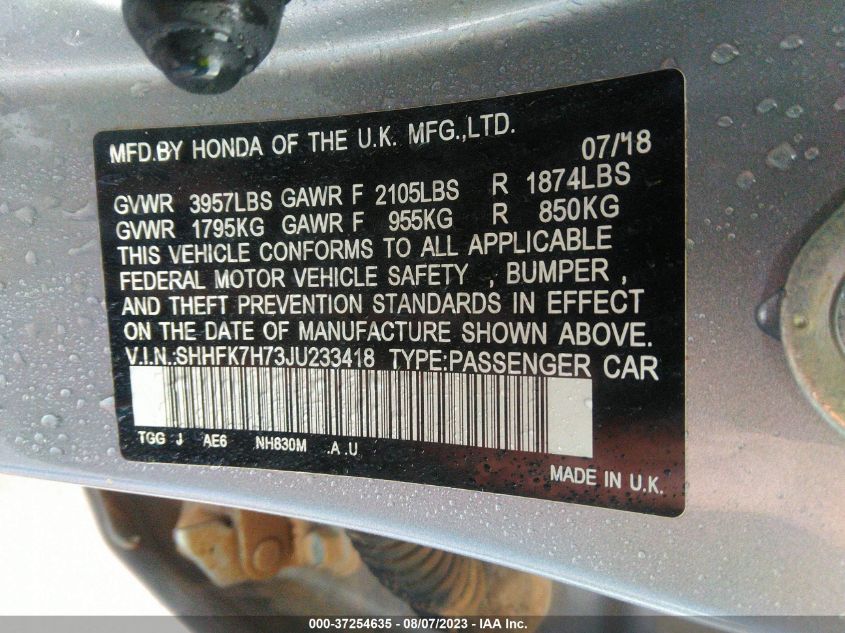 MFD.BY HONDA OF THE U.K. MFG.,LTD. 07/18
GVWR 3957LBS GAWR F 2105LBS R 1874LBS
GVWR 1795KG GAWR F 955KG R 850KG
THIS VEHICLE CONFORMS TO ALL APPLICABLE
FEDERAL MOTOR VEHICLE SAFETY , BUMPER ,
AND THEFT PREVENTION STANDARDS IN EFFECT
ON THE DATE OF MANUFACTURE SHOWN ABOVE.
V.I.N.:SHHFK7H73JU233418 TYPE:PASSENGER CAR
TGG J AE6 NH830M .A .U
MADE IN U.K.
000-37254635 - 08/07/2023 - IAA Inc.